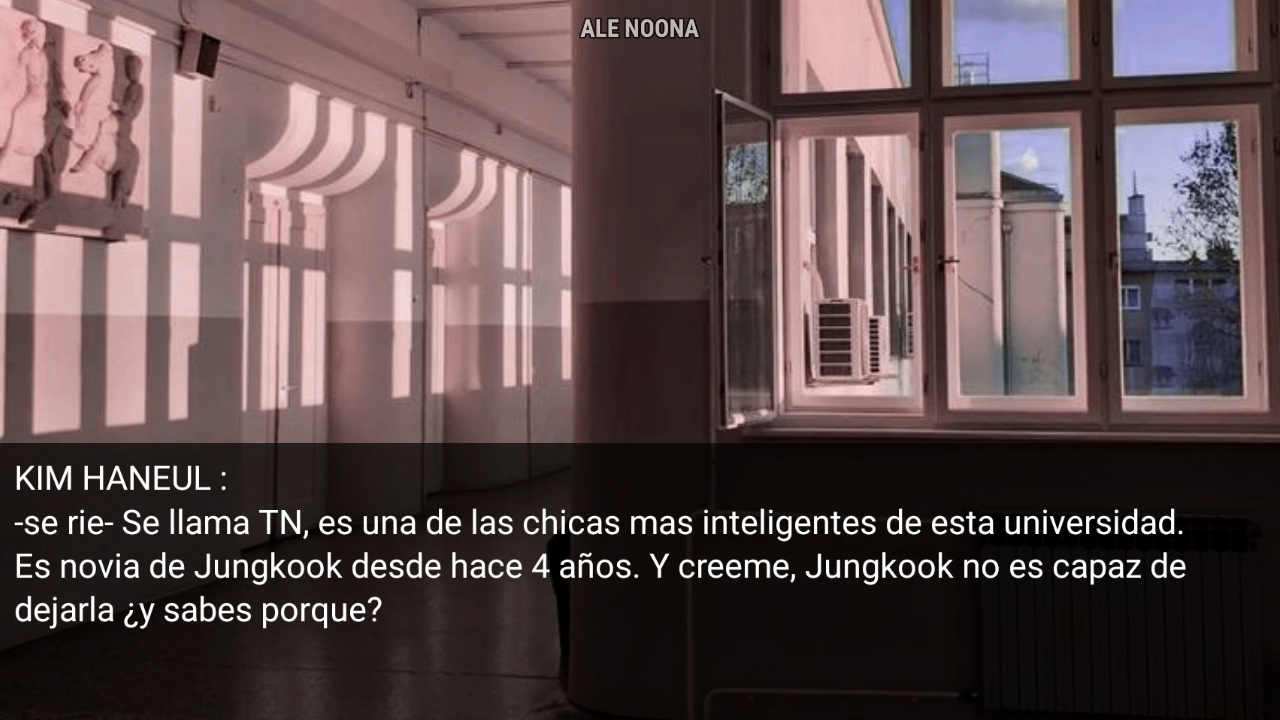 ALE NOONA
KIM HANEUL :
-se rie- Se llama TN, es una de las chicas mas inteligentes de esta universidad.
Es novia de Jungkook desde hace 4 años. Y creeme, Jungkook no es capaz de
dejarla ¿y sabes porque?